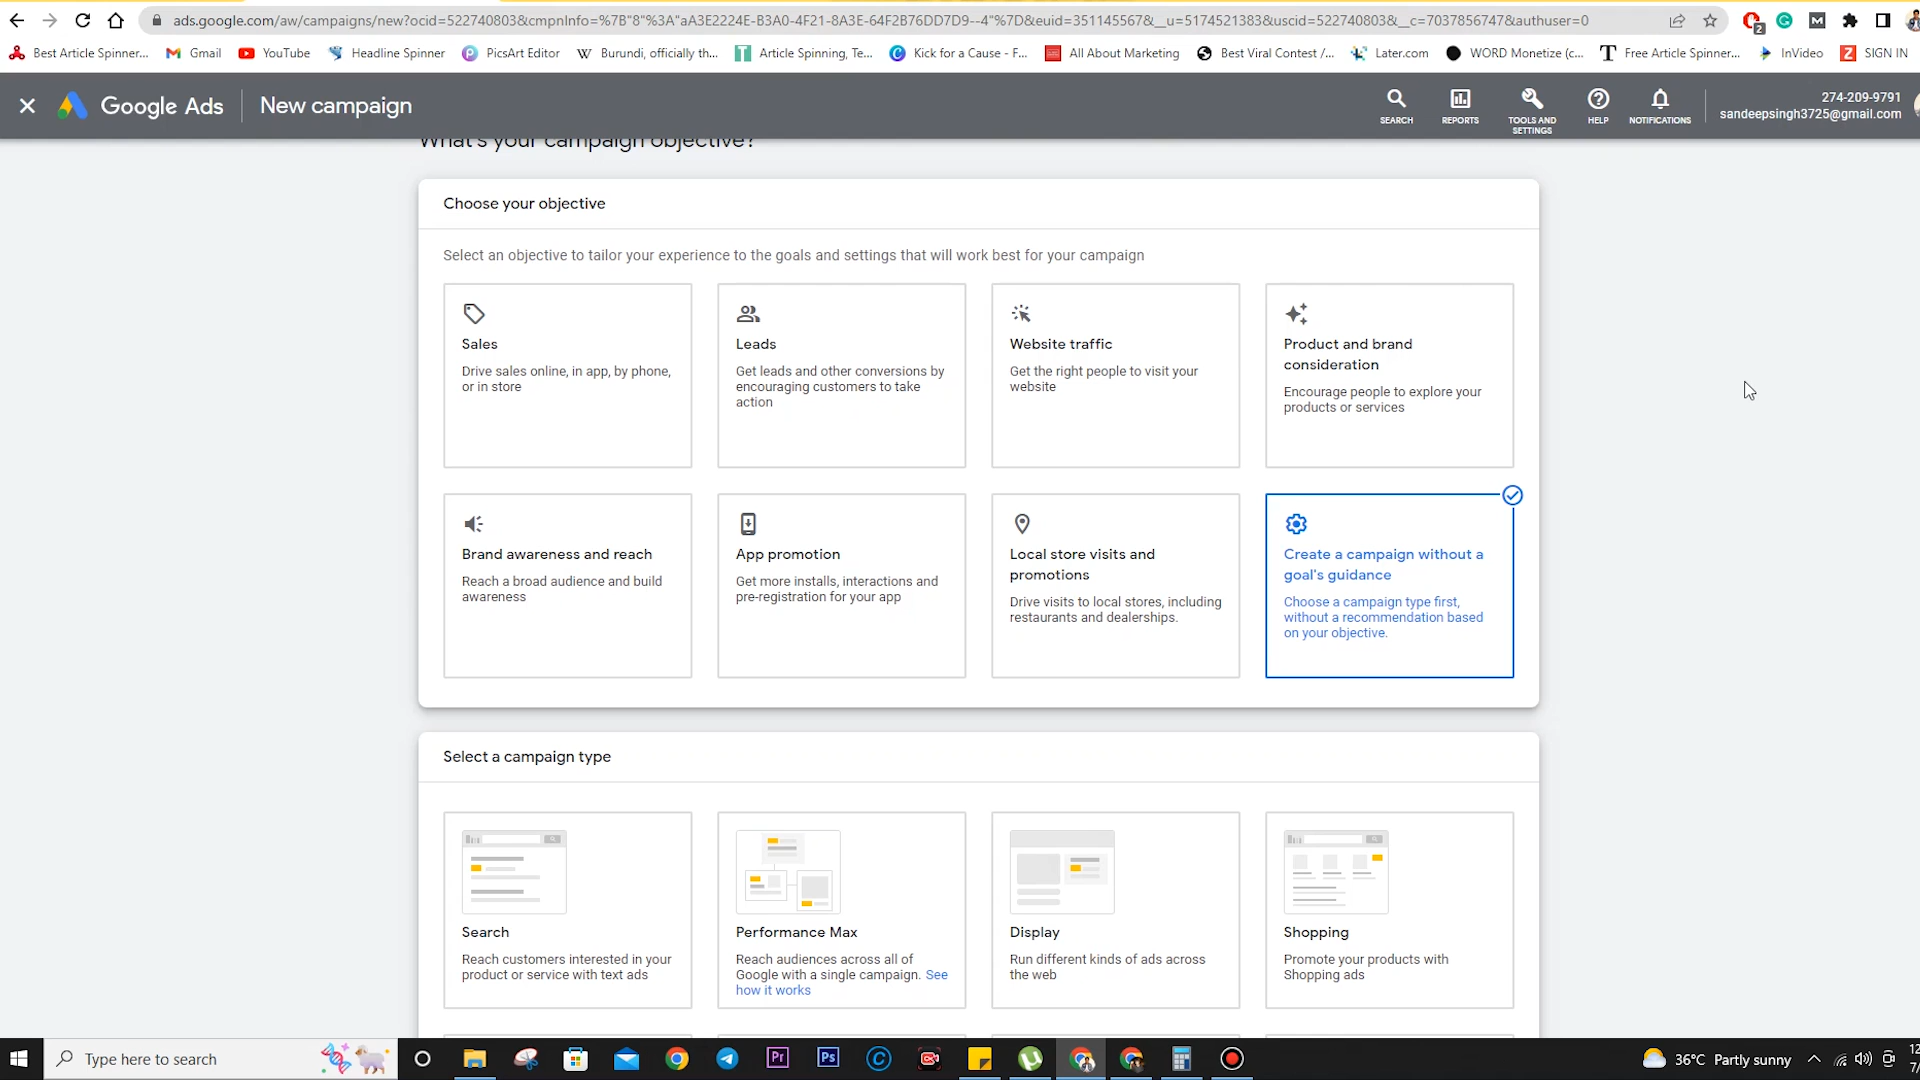 ads.google.com/aw/campaigns/new?ocid=522740803&cmpnInfo=%7B"8"%3A"aA3E2224E-B3A0-4F21-8A3E-64F2B76DD7D9--4"%7D&euid=351145567&__u=5174521383&uscid=522740803&__c=7037856747&authuser=0
2
Best Article Spinner...
Gmail
YouTube
Headline Spinner
PicsArt Editor
Burundi, officially th...
Article Spinning, Te...
Kick for a Cause - F...
All About Marketing
Best Viral Contest /...
Later.com
WORD Monetize (c...
Free Article Spinner...
InVideo
SIGN IN
Google Ads
New campaign
SEARCH
REPORTS
TOOLS AND
SETTINGS
HELP
NOTIFICATIONS
274-209-9791
sandeepsingh3725@gmail.com
What's your campaign objective?
Choose your objective
Select an objective to tailor your experience to the goals and settings that will work best for your campaign
Sales
Drive sales online, in app, by phone,
or in store
Leads
Get leads and other conversions by
encouraging customers to take
action
Website traffic
Get the right people to visit your
website
Product and brand
consideration
Encourage people to explore your
products or services
Brand awareness and reach
Reach a broad audience and build
awareness
App promotion
Get more installs, interactions and
pre-registration for your app
Local store visits and
promotions
Drive visits to local stores, including
restaurants and dealerships.
Create a campaign without a
goal's guidance
Choose a campaign type first,
without a recommendation based
on your objective.
Select a campaign type
Search
Reach customers interested in your
product or service with text ads
Performance Max
Reach audiences across all of
Google with a single campaign. See
how it works
Display
Run different kinds of ads across
the web
Shopping
Promote your products with
Shopping ads
Type here to search
Pr
Ps
36°C Partly sunny